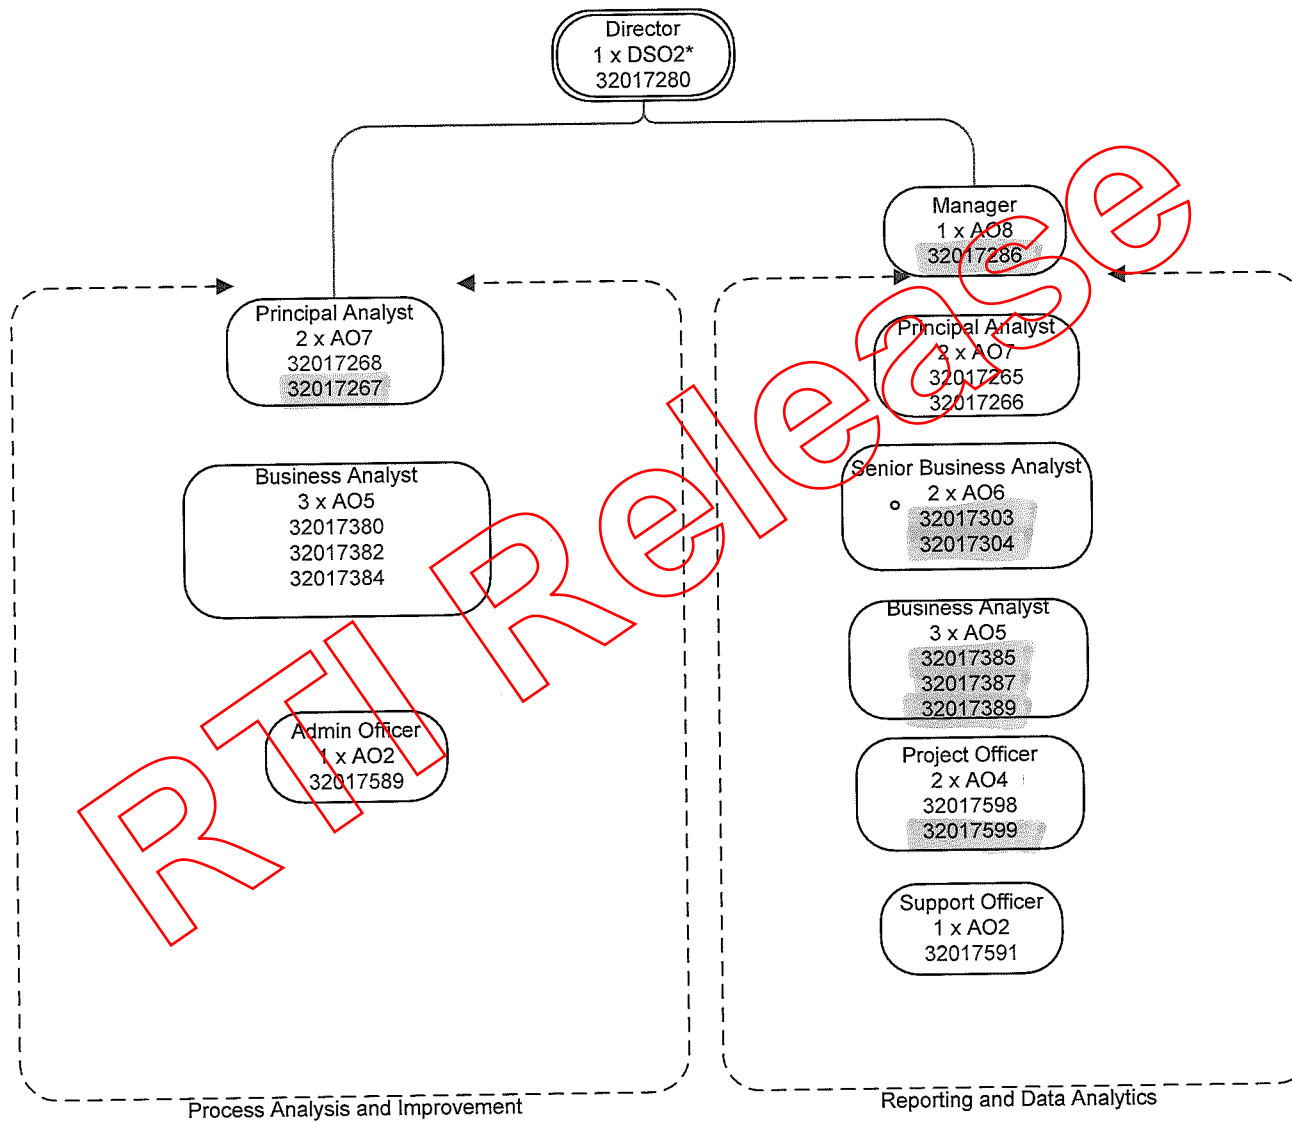 Director
1 x DSO2*
32017280
Manager
1 x AO8
32017286
Principal Analyst
2 x AO7
32017268
32017267
Business Analyst
3 x AO5
32017380
32017382
32017384
Admin Officer
1 x AO2
32017589
Process Analysis and Improvement
Principal Analyst
2 x AO7
32017265
32017266
Senior Business Analyst
2 x AO6
32017303
32017304
Business Analyst
3 x AO5
32017385
32017387
32017389
Project Officer
2 x AO4
32017598
32017599
Support Officer
1 x AO2
32017591
Reporting and Data Analytics
RTI Release